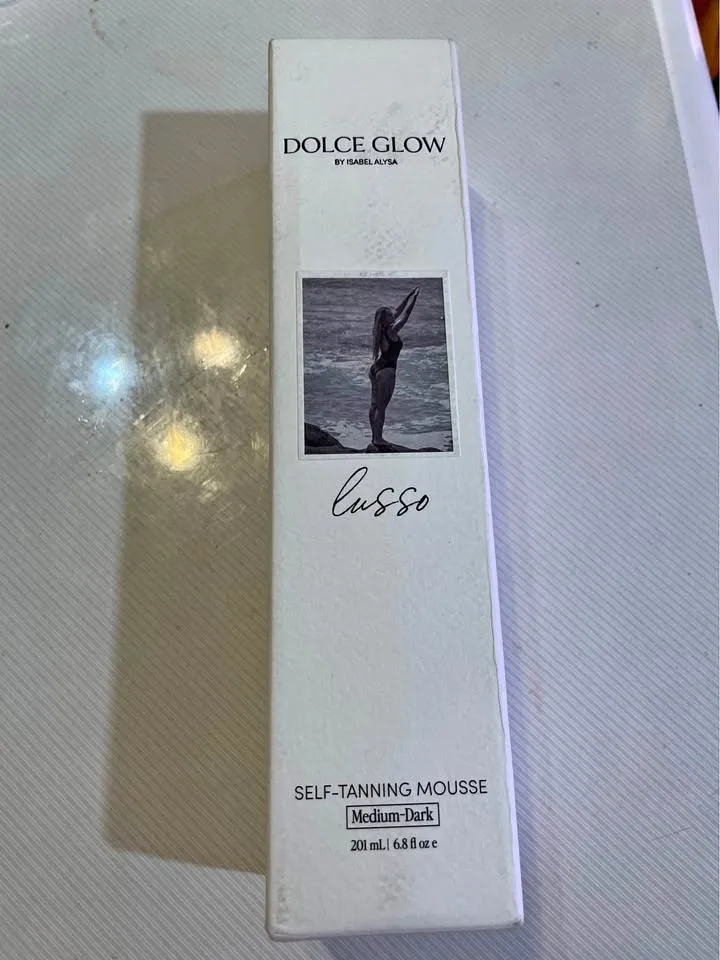 DOLCE GLOW
BY ISABEL ALYSA
lusso
SELF-TANNING MOUSSE
Medium-Dark
201 mL | 6.8 fl oz e